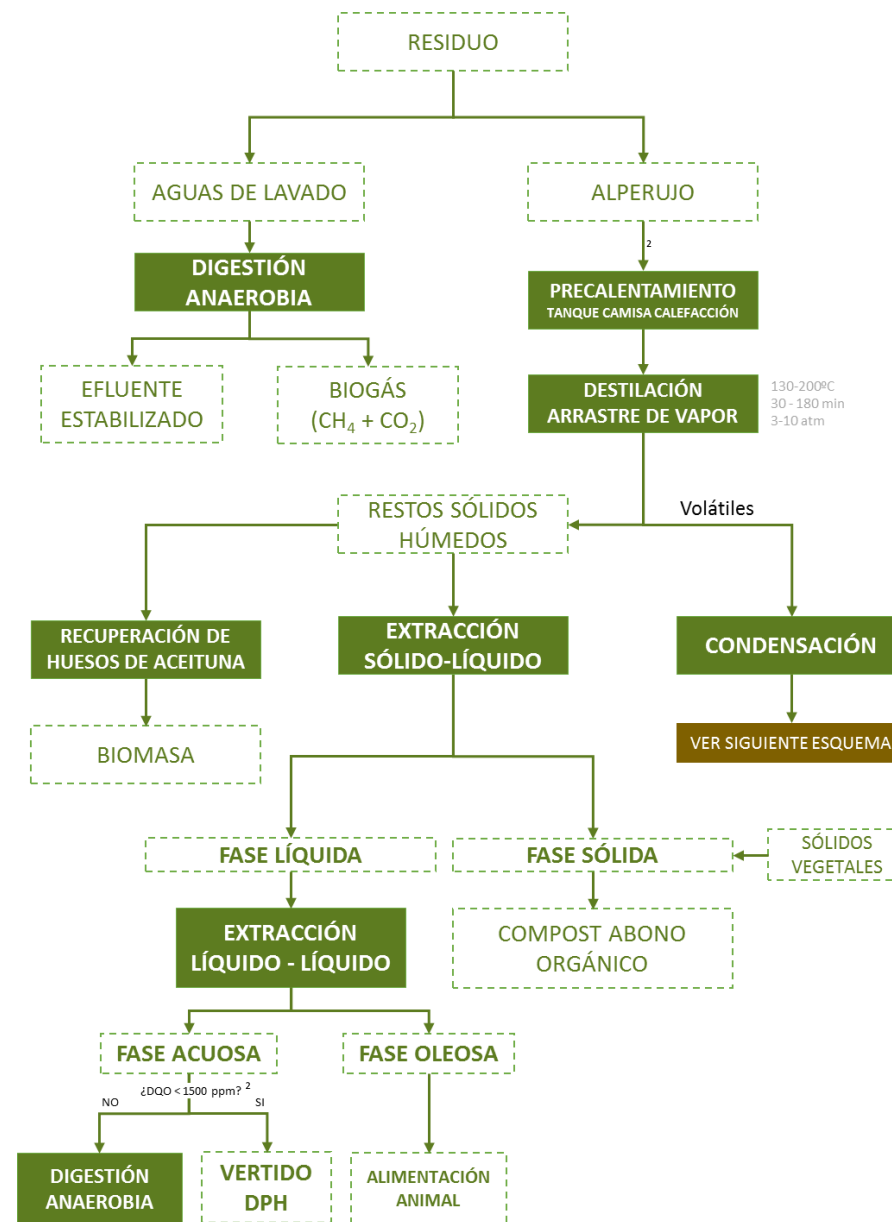 RESIDUO
AGUAS DE LAVADO
ALPERUJO
2
DIGESTIÓN
ANAEROBIA
PRECALENTAMIENTO
TANQUE CAMISA CALEFACCIÓN
EFLUENTE
ESTABILIZADO
BIOGÁS
(CH₄ + CO₂)
DESTILACIÓN
ARRASTRE DE VAPOR
130-200ºC
30 - 180 min
3-10 atm
RESTOS SÓLIDOS
HÚMEDOS
Volátiles
RECUPERACIÓN DE
HUESOS DE ACEITUNA
EXTRACCIÓN
SÓLIDO-LÍQUIDO
CONDENSACIÓN
BIOMASA
VER SIGUIENTE ESQUEMA
FASE LÍQUIDA
FASE SÓLIDA
SÓLIDOS
VEGETALES
EXTRACCIÓN
LÍQUIDO - LÍQUIDO
COMPOST ABONO
ORGÁNICO
FASE ACUOSA
FASE OLEOSA
¿DQO < 1500 ppm? ²
NO
SI
DIGESTIÓN
ANAEROBIA
VERTIDO
DPH
ALIMENTACIÓN
ANIMAL